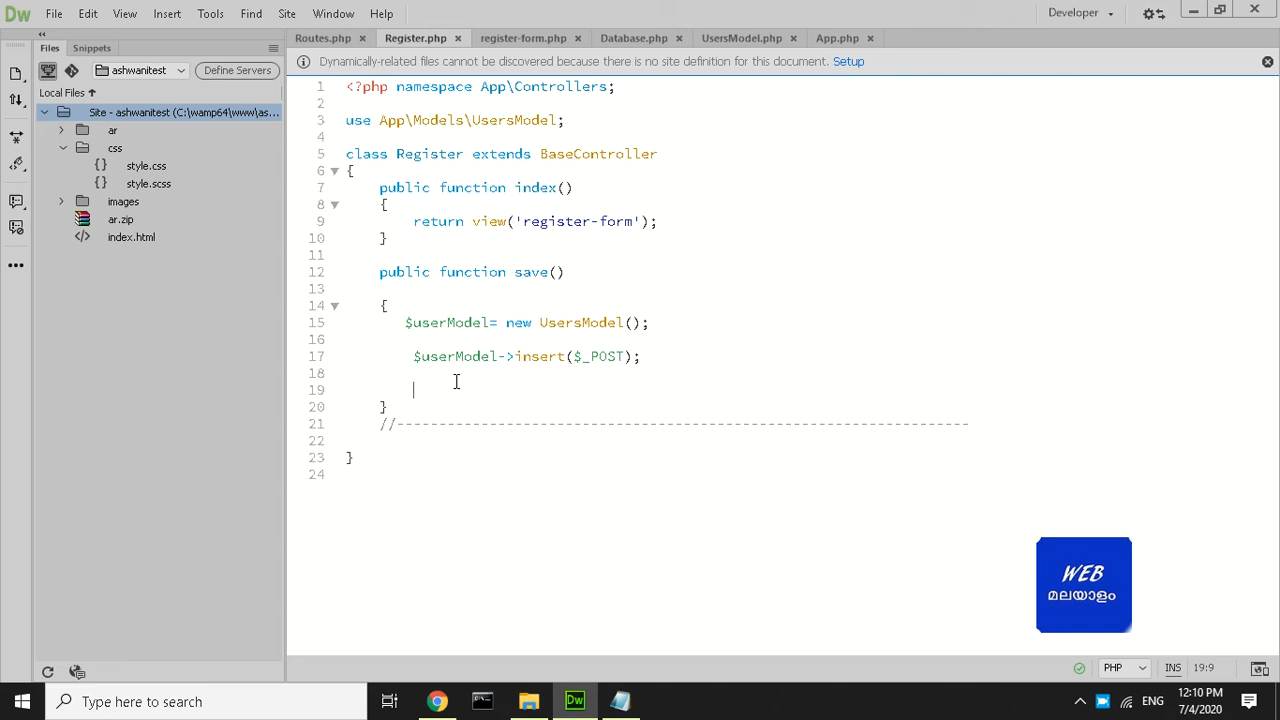 Dw File Edit View Insert Tools Find Site Window Help Developer
Files Snippets
ashwanitest Define Servers
Local Files
Site - ashwanitest (C:\wamp64\www\as...
ar
css
style.css
style.scss
images
ar.zip
index.html
Routes.php Register.php register-form.php Database.php UsersModel.php App.php
Dynamically-related files cannot be discovered because there is no site definition for this document. Setup
1 <?php namespace App\Controllers;
2
3 use App\Models\UsersModel;
4
5 class Register extends BaseController
6 {
7 public function index()
8 {
9 return view('register-form');
10 }
11
12 public function save()
13
14 {
15 $userModel= new UsersModel();
16
17 $userModel->insert($_POST);
18
19
20 }
21 //--------------------------------------------------------------------
22
23 }
24
WEB
മലയാളം
PHP INS 19:9
Type here to search
Dw
ENG
12:10 PM
7/4/2020